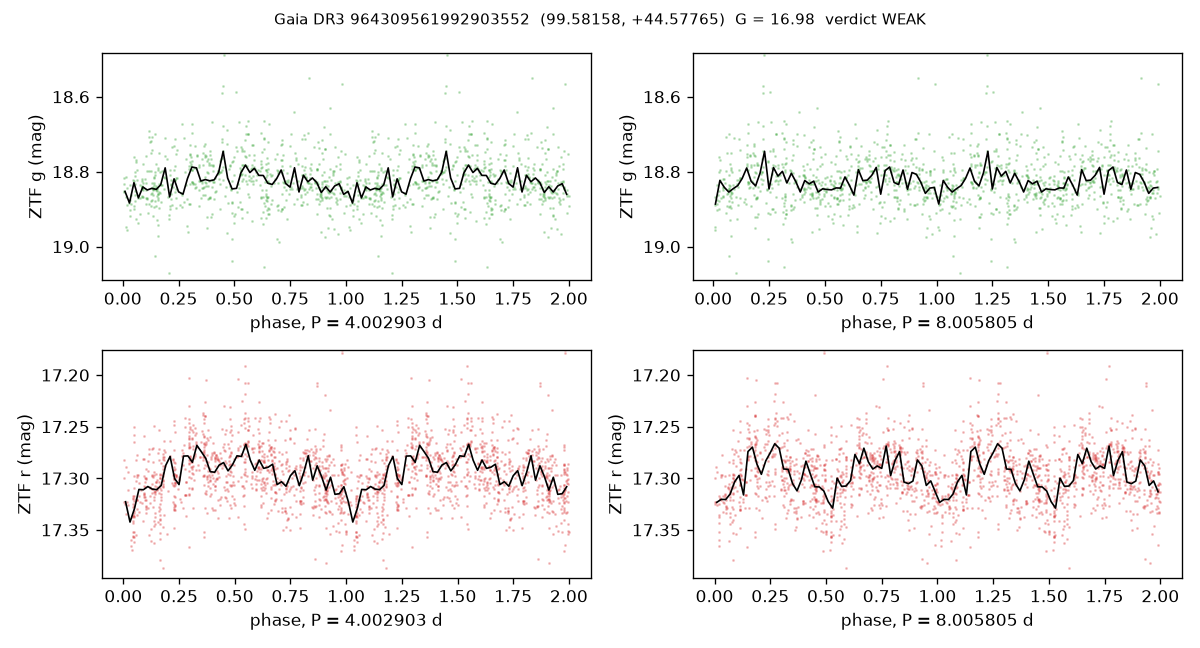 Gaia DR3 964309561992903552 (99.58158, +44.57765) G = 16.98 verdict WEAK
ZTF g (mag)
18.6
18.8
19.0
0.00 0.25 0.50 0.75 1.00 1.25 1.50 1.75 2.00
phase, P = 4.002903 d
ZTF g (mag)
18.6
18.8
19.0
0.00 0.25 0.50 0.75 1.00 1.25 1.50 1.75 2.00
phase, P = 8.005805 d
ZTF r (mag)
17.20
17.25
17.30
17.35
0.00 0.25 0.50 0.75 1.00 1.25 1.50 1.75 2.00
phase, P = 4.002903 d
ZTF r (mag)
17.20
17.25
17.30
17.35
0.00 0.25 0.50 0.75 1.00 1.25 1.50 1.75 2.00
phase, P = 8.005805 d